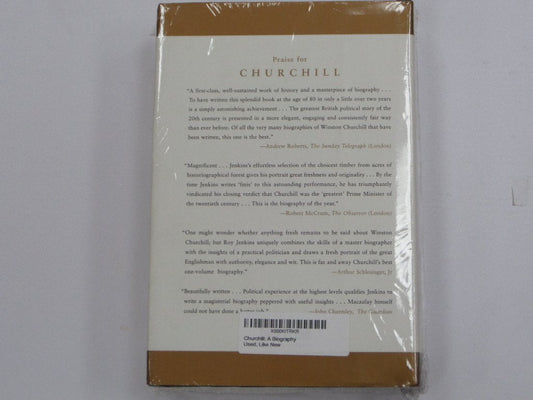 Praise for
CHURCHILL
"A first-class, well-sustained work of history and a masterpiece of biography . . .
To have written this splendid book at the age of 80 in only a little over two years
is a simply astonishing achievement . . . The greatest British political story of the
20th century is presented in a more elegant, engaging and consistently fair way
than ever before. Of all the very many biographies of Winston Churchill that have
been written, this one is the best."
—Andrew Roberts, The Sunday Telegraph (London)
"Magnificent . . . Jenkins's effortless selection of the choicest timber from acres of
historiographical forest gives his portrait great freshness and originality . . . By the
time Jenkins writes 'finis' to this astounding performance, he has triumphantly
vindicated his closing verdict that Churchill was the 'greatest' Prime Minister of
the twentieth century . . . This is the biography of the year."
—Robert McCrum, The Observer (London)
"One might wonder whether anything fresh remains to be said about Winston
Churchill; but Roy Jenkins uniquely combines the skills of a master biographer
with the insights of a practical politician and draws a fresh portrait of the great
Englishman with authority, elegance and wit. This is far and away Churchill's best
one-volume biography."
—Arthur Schlesinger, Jr
"Beautifully written . . . Political experience at the highest levels qualifies Jenkins to
write a magisterial biography peppered with useful insights . . . Macaulay himself
could not have done a
—John Charmley, The Guardian
Churchill: A Biography
Used, Like New